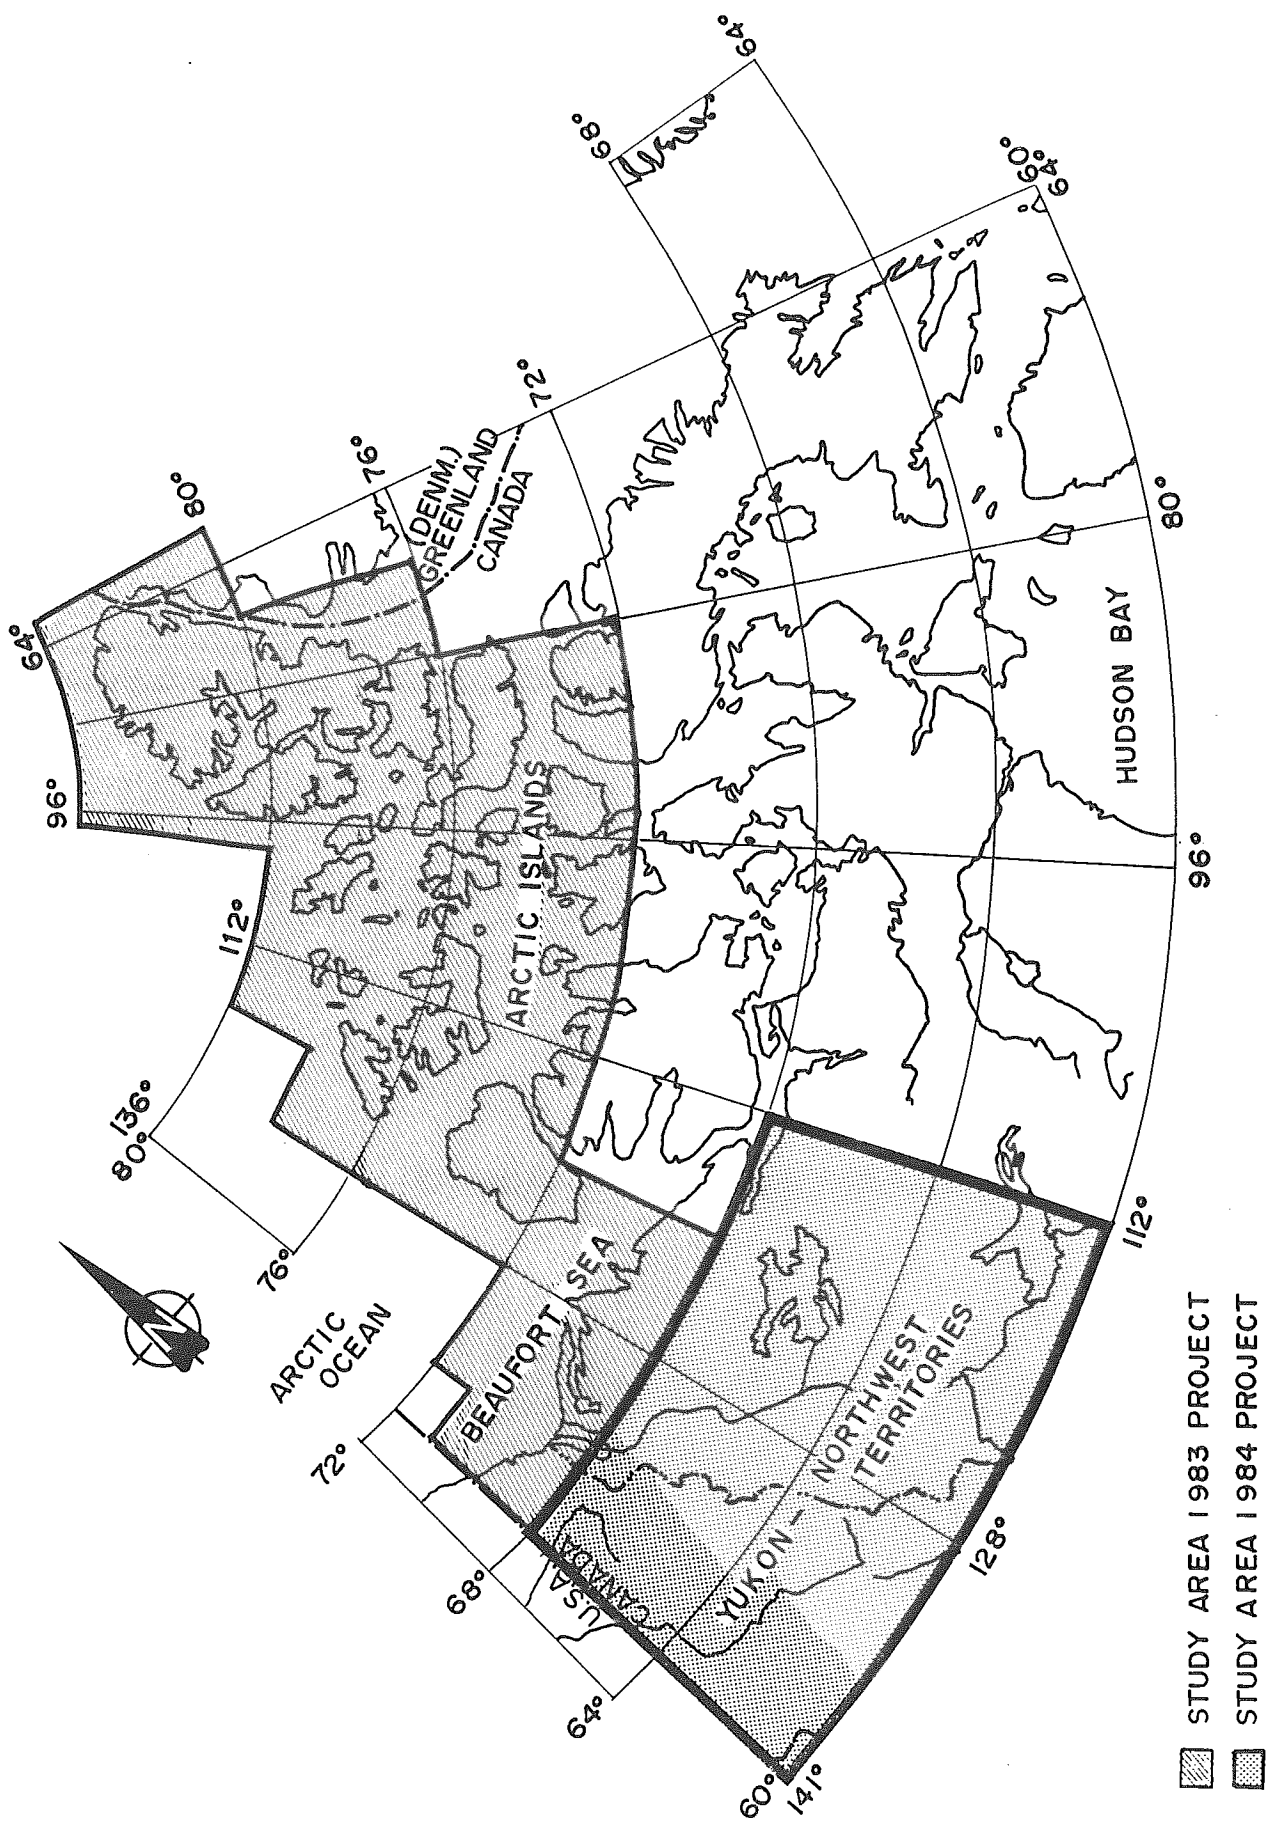 64°
68°
60°
64°
72°
76°
80°
(DENM.)
GREENLAND
CANADA
64°
96°
112°
136°
80°
76°
ARCTIC ISLANDS
80°
HUDSON BAY
96°
N
ARCTIC
OCEAN
BEAUFORT SEA
72°
68°
64°
U.S.A
CANADA
YUKON – NORTHWEST
TERRITORIES
112°
128°
60°
141°
STUDY AREA 1983 PROJECT
STUDY AREA 1984 PROJECT